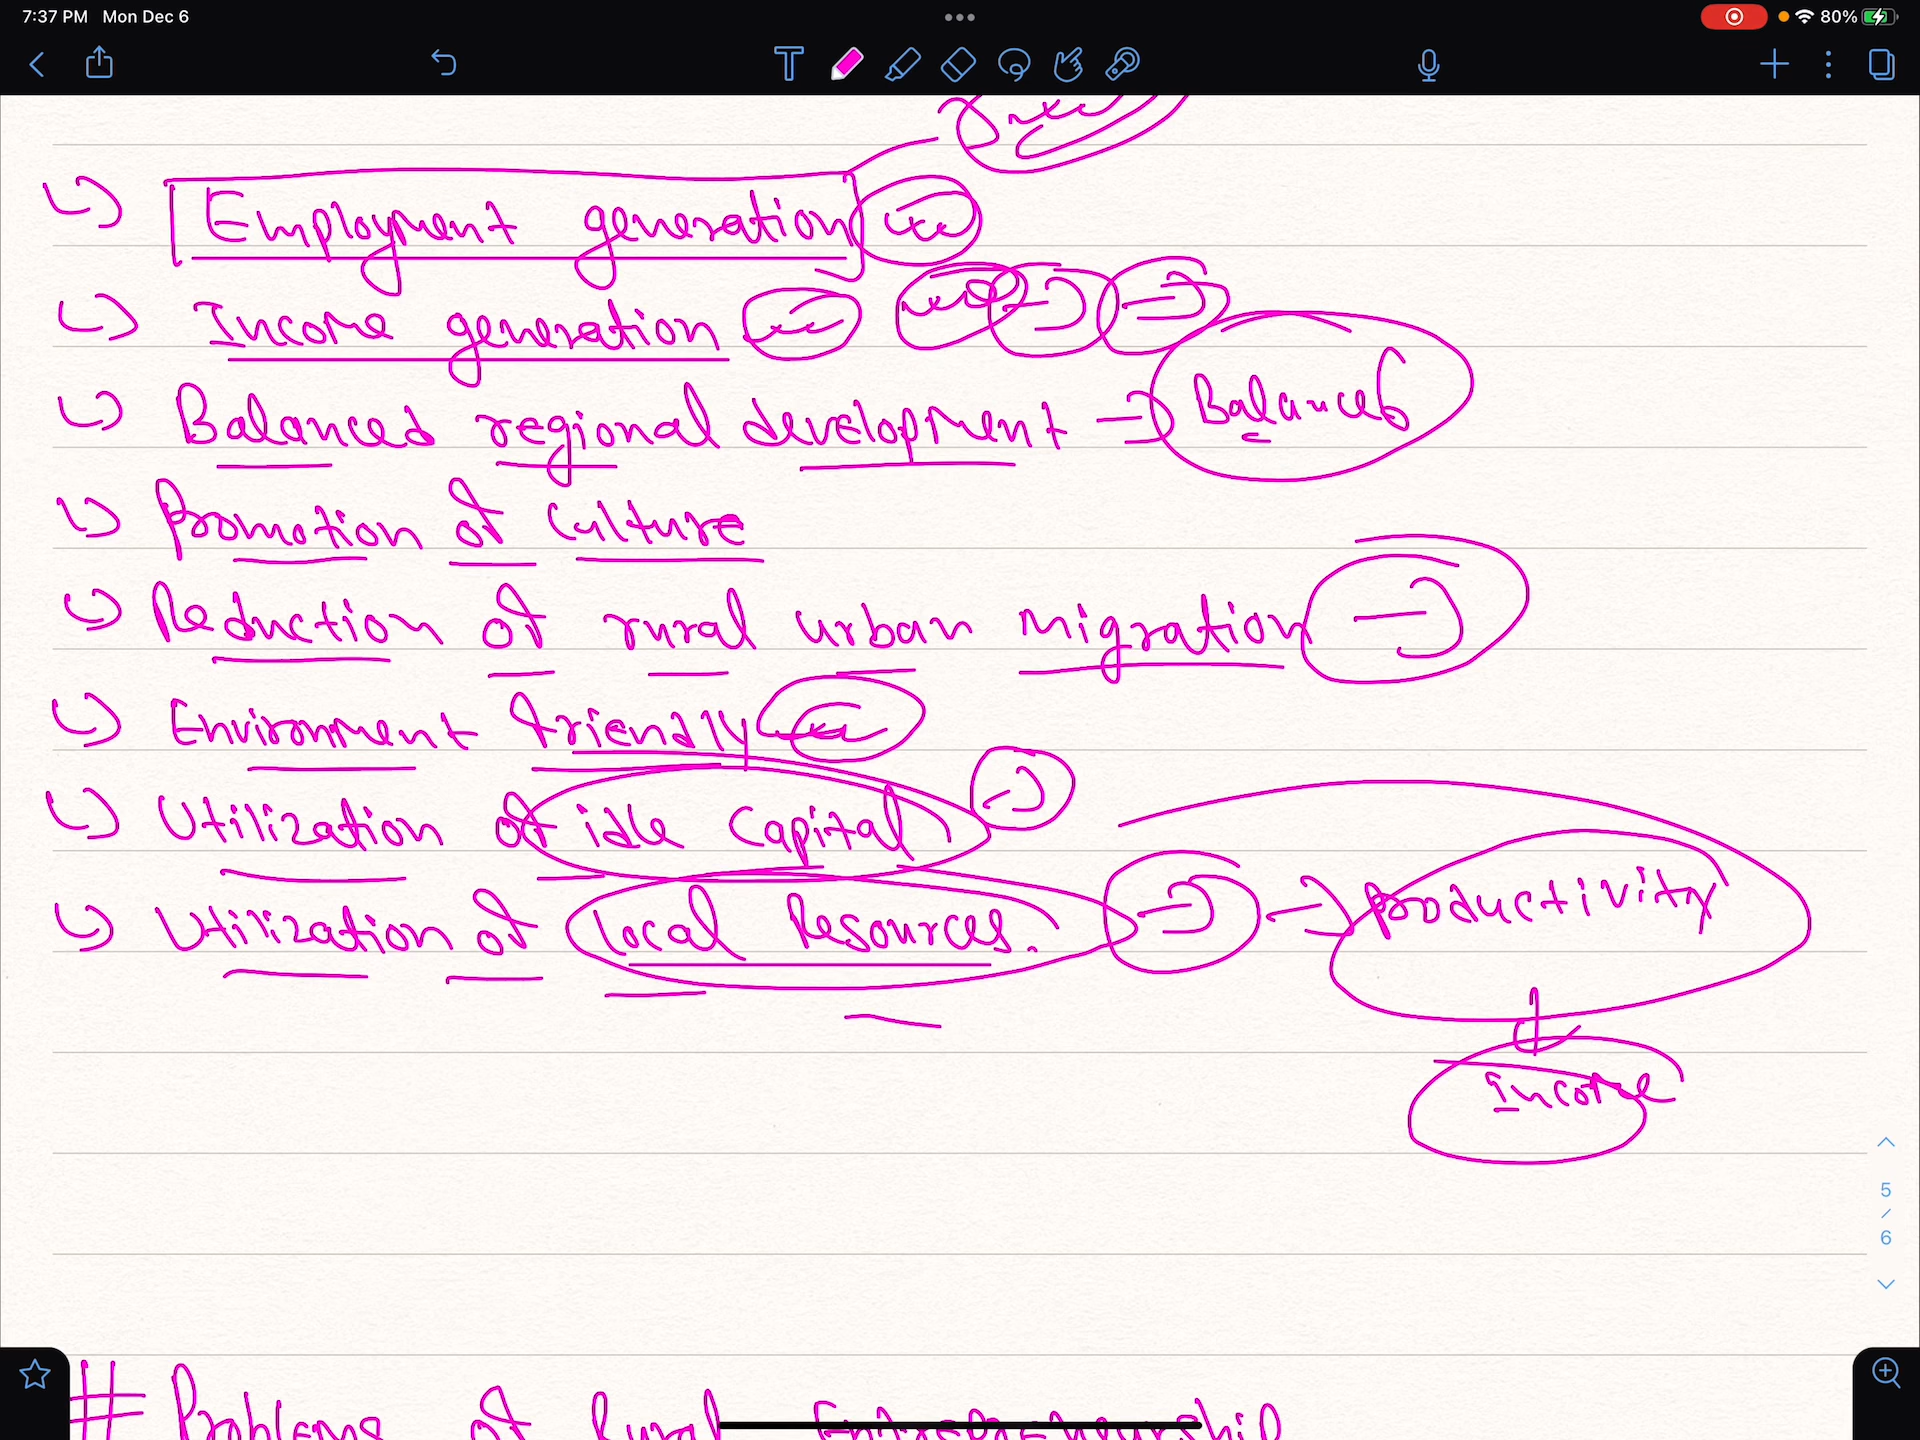 7:37 PM Mon Dec 6
80%
Employment generation
Income generation
Balanced regional development → Balanced
Promotion of Culture
Reduction of rural urban migration →
Environment friendly
Utilization of idle Capital →
Utilization of Local Resources. → → Productivity
Income
5
/
6
# Problems of Rural Entrepreneurship